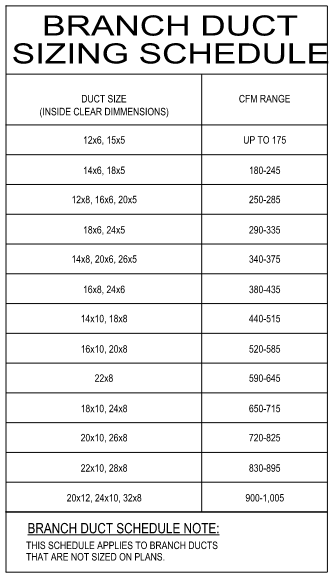 BRANCH DUCT
SIZING SCHEDULE
DUCT SIZE
(INSIDE CLEAR DIMMENSIONS)
CFM RANGE
12x6, 15x5 UP TO 175
14x6, 18x5 180-245
12x8, 16x6, 20x5 250-285
18x6, 24x5 290-335
14x8, 20x6, 26x5 340-375
16x8, 24x6 380-435
14x10, 18x8 440-515
16x10, 20x8 520-585
22x8 590-645
18x10, 24x8 650-715
20x10, 26x8 720-825
22x10, 28x8 830-895
20x12, 24x10, 32x8 900-1,005
BRANCH DUCT SCHEDULE NOTE:
THIS SCHEDULE APPLIES TO BRANCH DUCTS
THAT ARE NOT SIZED ON PLANS.